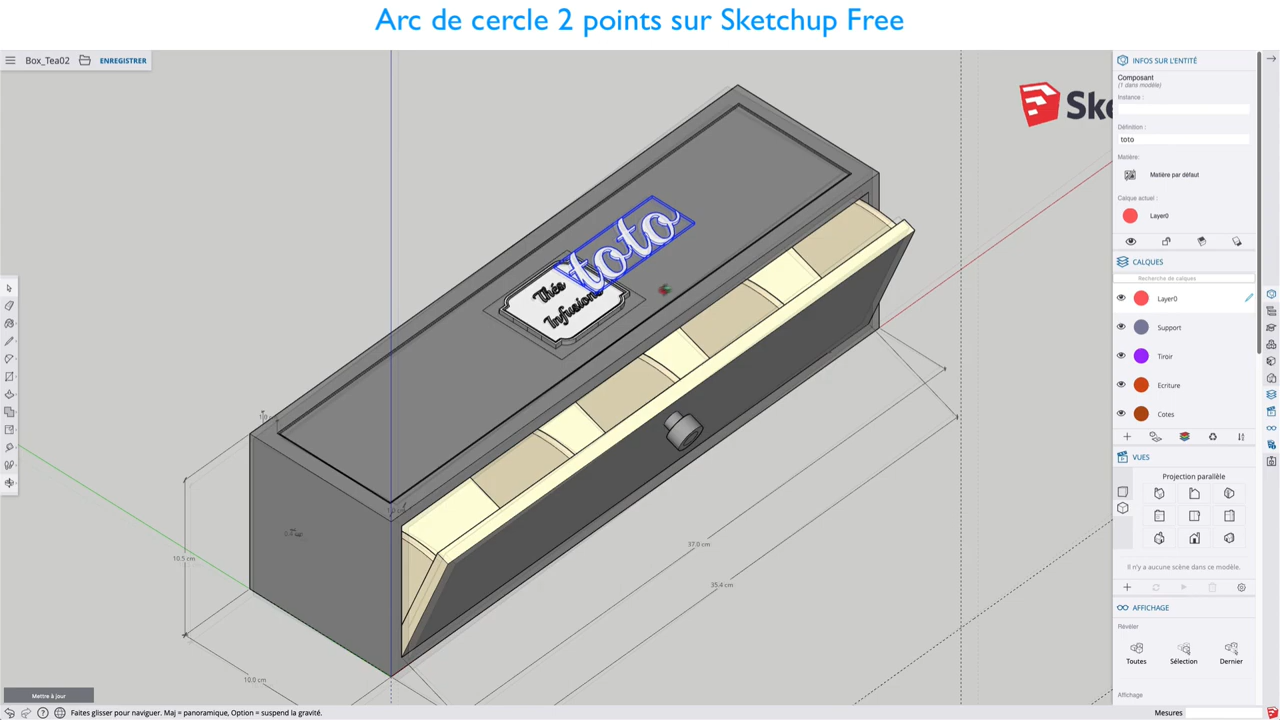 Arc de cercle 2 points sur Sketchup Free
Box_Tea02
ENREGISTRER
Ske
toto
Thés
Infusions
10.5 cm
10.0 cm
37.0 cm
35.4 cm
INFOS SUR L'ENTITÉ
Composant
(1 dans modèle)
Instance :
Définition :
toto
Matière:
Matière par défaut
Calque actuel :
Layer0
CALQUES
Recherche de calques
Layer0
Support
Tiroir
Ecriture
Cotes
VUES
Projection parallèle
Il n'y a aucune scène dans ce modèle.
AFFICHAGE
Révéler
Toutes
Sélection
Dernier
Affichage
Mettre à jour
Faites glisser pour naviguer. Maj = panoramique, Option = suspend la gravité.
Mesures